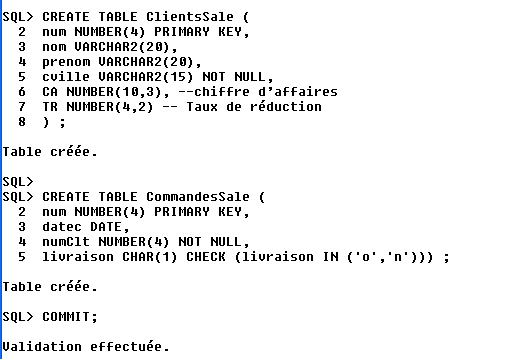 SQL> CREATE TABLE ClientsSale (
2 num NUMBER(4) PRIMARY KEY,
3 nom VARCHAR2(20),
4 prenom VARCHAR2(20),
5 cville VARCHAR2(15) NOT NULL,
6 CA NUMBER(10,3), --chiffre d'affaires
7 TR NUMBER(4,2) -- Taux de réduction
8 ) ;
Table créée.
SQL>
SQL> CREATE TABLE CommandesSale (
2 num NUMBER(4) PRIMARY KEY,
3 datec DATE,
4 numClt NUMBER(4) NOT NULL,
5 livraison CHAR(1) CHECK (livraison IN ('o','n'))) ;
Table créée.
SQL> COMMIT;
Validation effectuée.